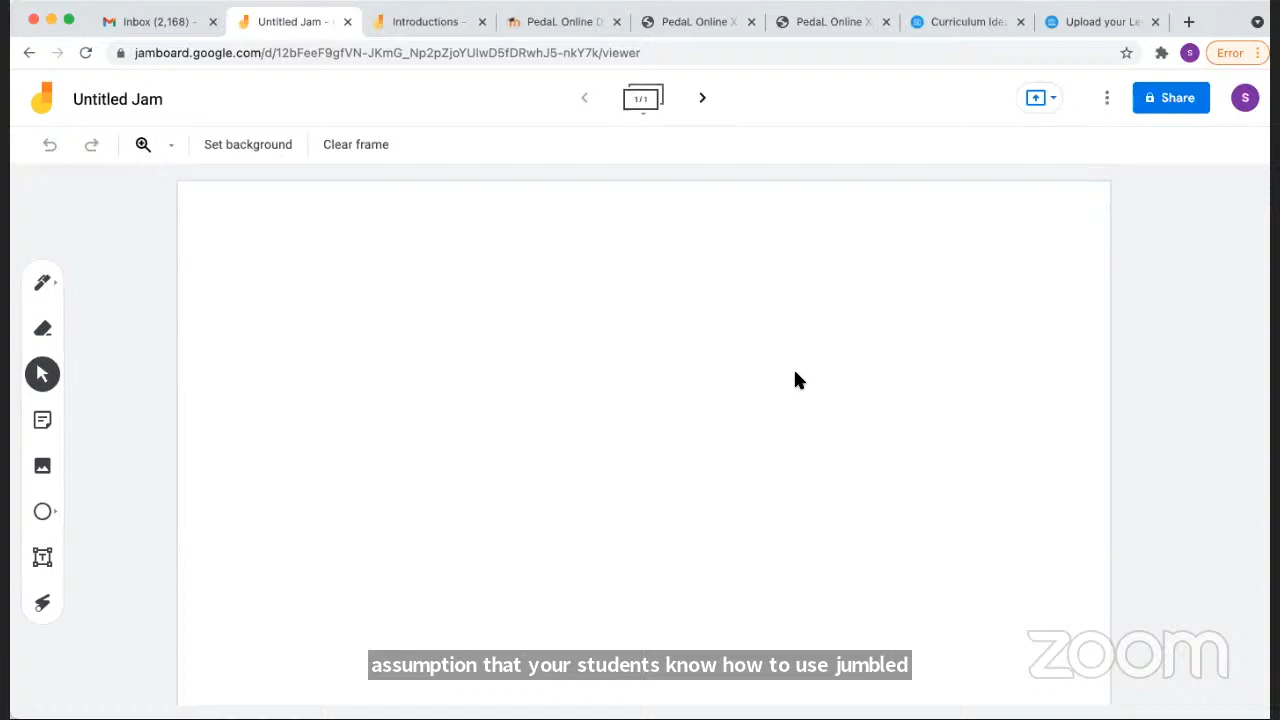 Inbox (2,168) -
Untitled Jam -
Introductions -
PedaL Online D
PedaL Online X
PedaL Online X
Curriculum Idea
Upload your Le
jamboard.google.com/d/12bFeeF9gfVN-JKmG_Np2pZjoYUlwD5fDRwhJ5-nkY7k/viewer
S
Error
Untitled Jam
1/1
Share
S
Set background
Clear frame
T
assumption that your students know how to use jumbled
zoom